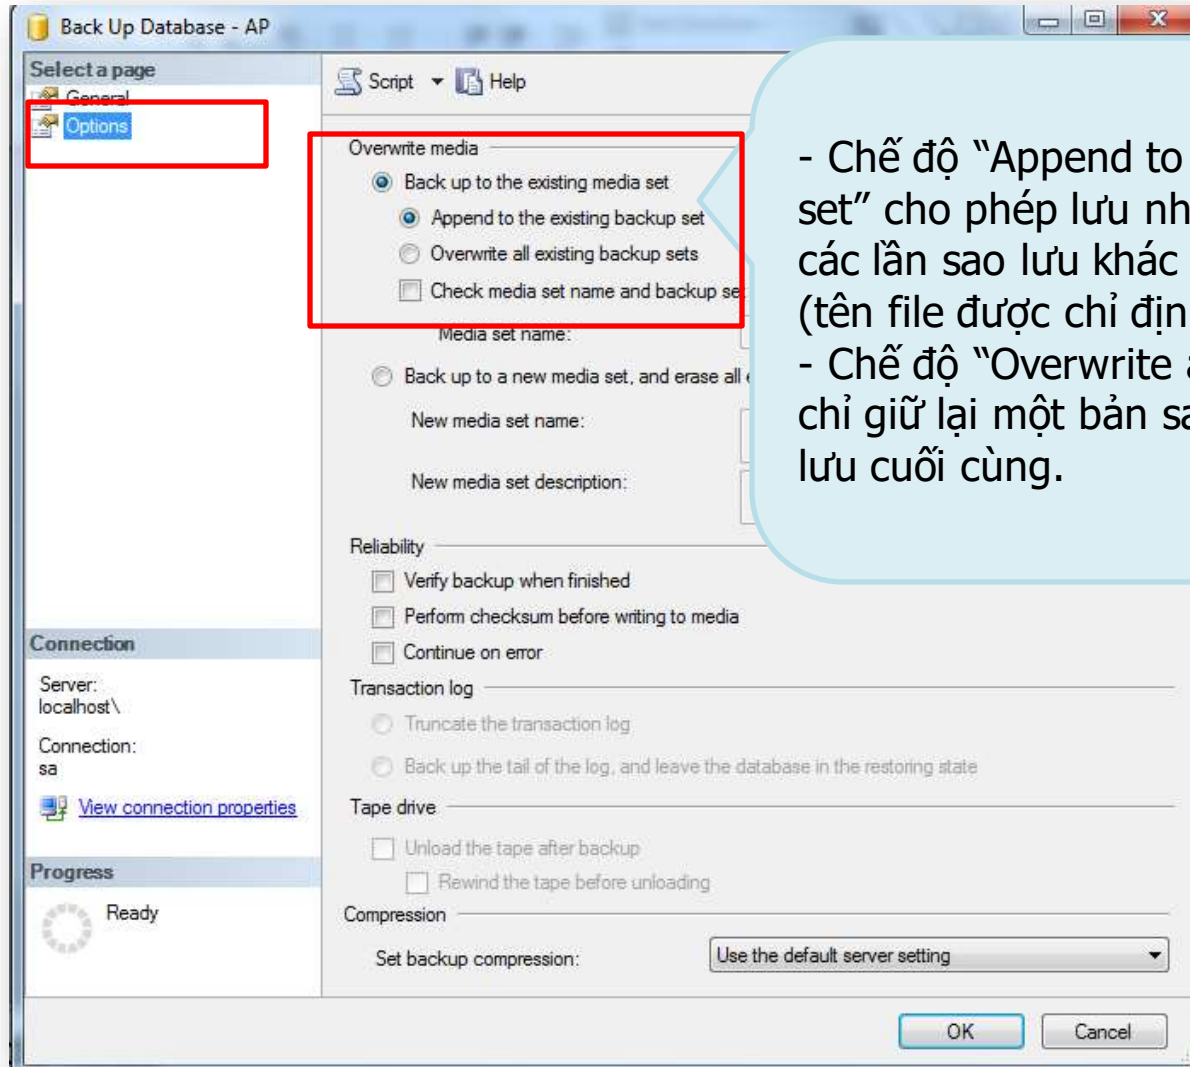 Back Up Database - AP
Select a page
General
Options
Script
Help
Overwrite media
Back up to the existing media set
Append to the existing backup set
Overwrite all existing backup sets
Check media set name and backup se
Media set name:
Back up to a new media set, and erase all
New media set name:
New media set description:
- Chế độ “Append to
set” cho phép lưu nh
các lần sao lưu khác
(tên file được chỉ địn
- Chế độ “Overwrite
chỉ giữ lại một bản sa
lưu cuối cùng.
Reliability
Verify backup when finished
Perform checksum before writing to media
Continue on error
Connection
Server:
localhost\
Connection:
sa
View connection properties
Transaction log
Truncate the transaction log
Back up the tail of the log, and leave the database in the restoring state
Tape drive
Unload the tape after backup
Rewind the tape before unloading
Progress
Ready
Compression
Set backup compression:
Use the default server setting
OK
Cancel